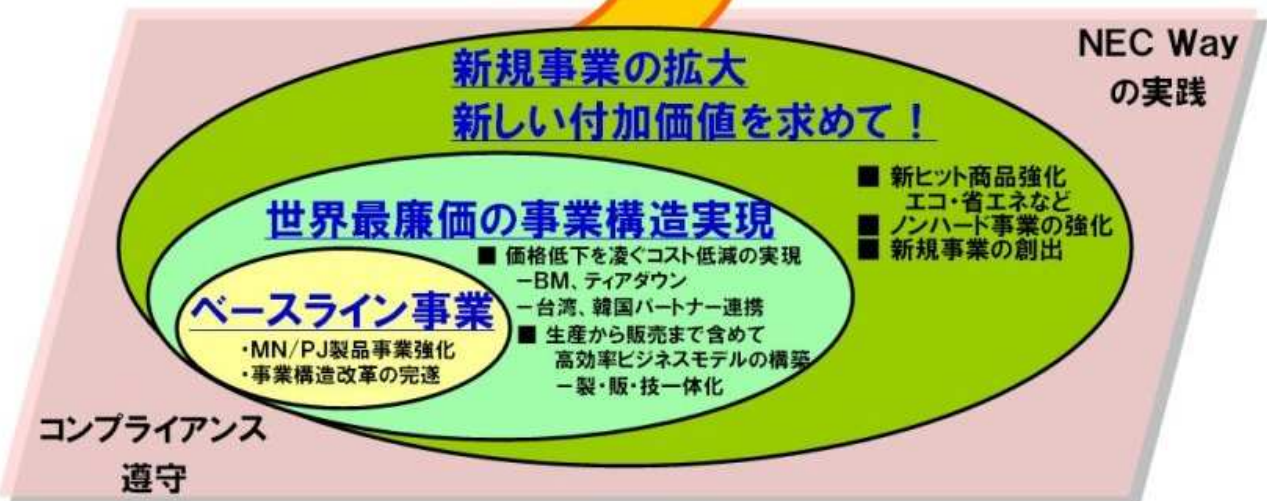 NEC Way
の実践
新規事業の拡大
新しい付加価値を求めて！
■ 新ヒット商品強化
エコ・省エネなど
■ ノンハード事業の強化
■ 新規事業の創出
世界最廉価の事業構造実現
■ 価格低下を凌ぐコスト低減の実現
－BM、ティアダウン
－台湾、韓国パートナー連携
■ 生産から販売まで含めて
高効率ビジネスモデルの構築
－製・販・技一体化
ベースライン事業
・MN/PJ製品事業強化
・事業構造改革の完遂
コンプライアンス
遵守